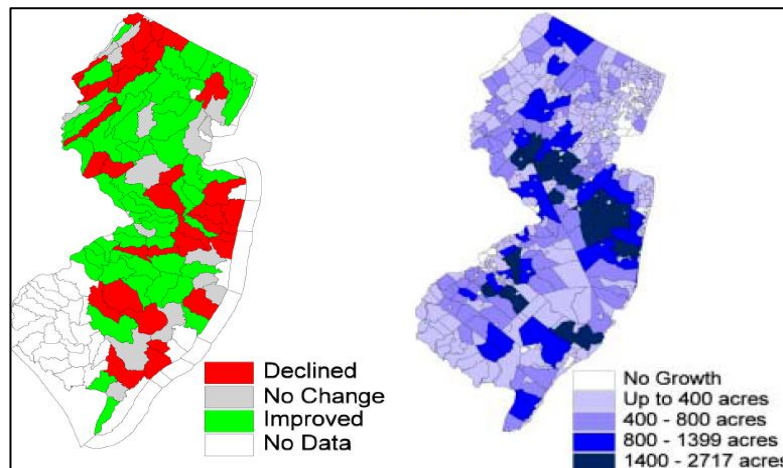 Declined
No Change
Improved
No Data
No Growth
Up to 400 acres
400 - 800 acres
800 - 1399 acres
1400 - 2717 acres